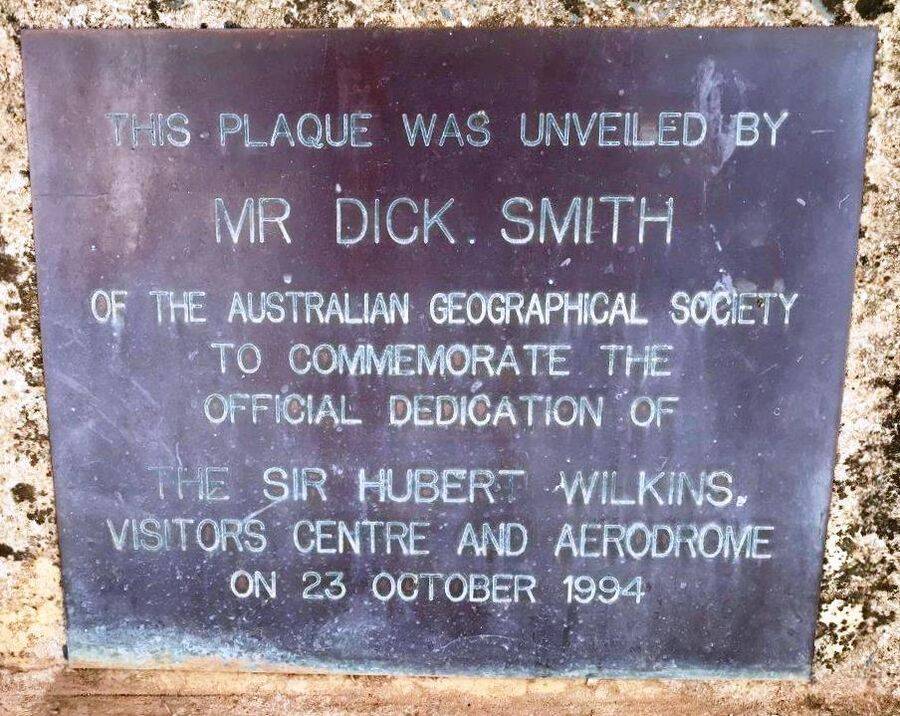 THIS PLAQUE WAS UNVEILED BY
MR DICK SMITH
OF THE AUSTRALIAN GEOGRAPHICAL SOCIETY
TO COMMEMORATE THE
OFFICIAL DEDICATION OF
THE SIR HUBERT WILKINS
VISITORS CENTRE AND AERODROME
ON 23 OCTOBER 1994